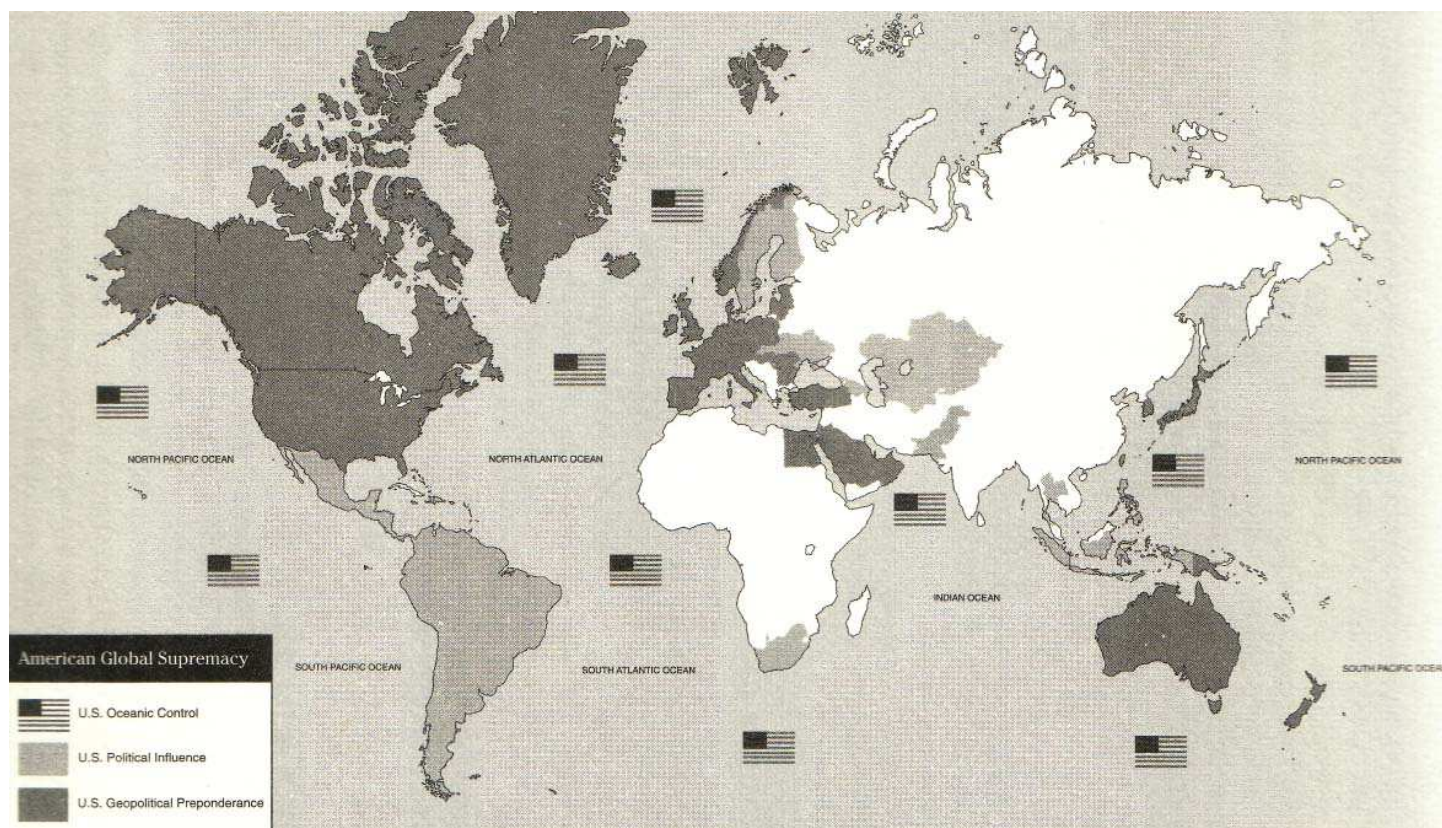 NORTH PACIFIC OCEAN
NORTH ATLANTIC OCEAN
NORTH PACIFIC OCEAN
INDIAN OCEAN
SOUTH PACIFIC OCEAN
SOUTH ATLANTIC OCEAN
SOUTH PACIFIC OCEA
American Global Supremacy
U.S. Oceanic Control
U.S. Political Influence
U.S. Geopolitical Preponderance